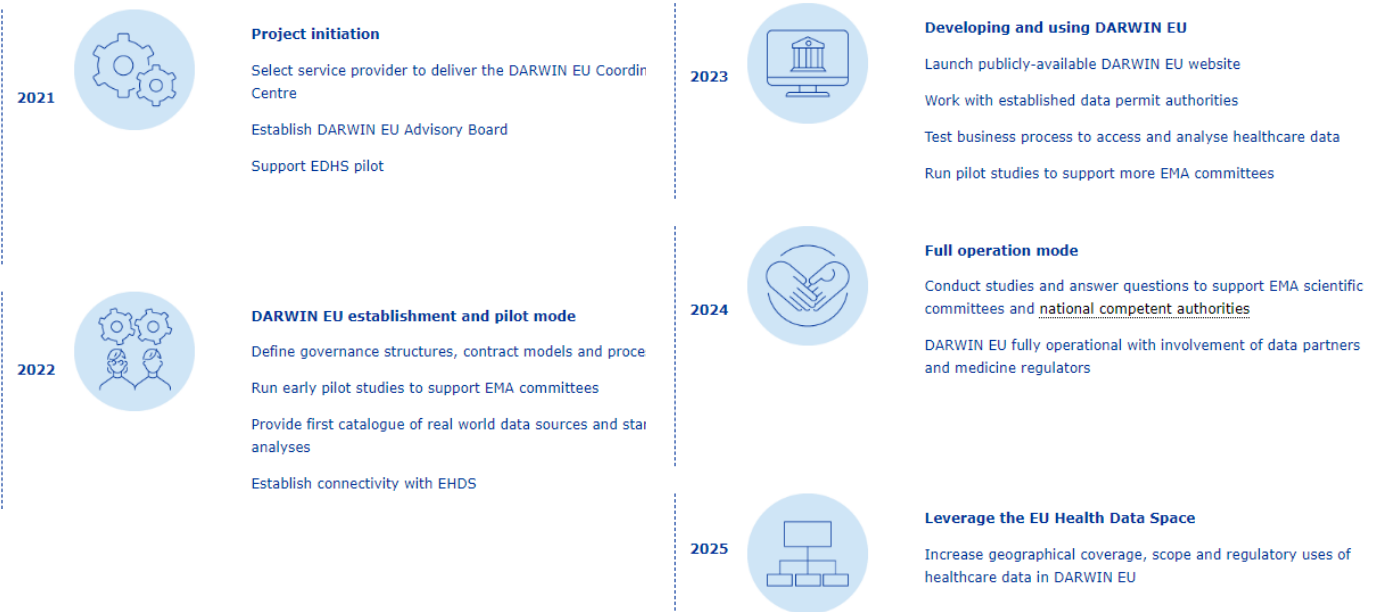 2021
Project initiation
Select service provider to deliver the DARWIN EU
Centre
Establish DARWIN EU Advisory Board
Support EDHS pilot
2022
DARWIN EU establishment and pilot mode
Define governance structures, contract models and
Run early pilot studies to support EMA committees
Provide first catalogue of real world data sources and
analyses
Establish connectivity with EHDS
2023
Developing and using DARWIN EU
Launch publicly-available DARWIN EU website
Work with established data permit authorities
Test business process to access and analyse healthcare data
Run pilot studies to support more EMA committees
2024
Full operation mode
Conduct studies and answer questions to support EMA scientific
committees and national competent authorities
DARWIN EU fully operational with involvement of data partners
and medicine regulators
2025
Leverage the EU Health Data Space
Increase geographical coverage, scope and regulatory uses of
healthcare data in DARWIN EU